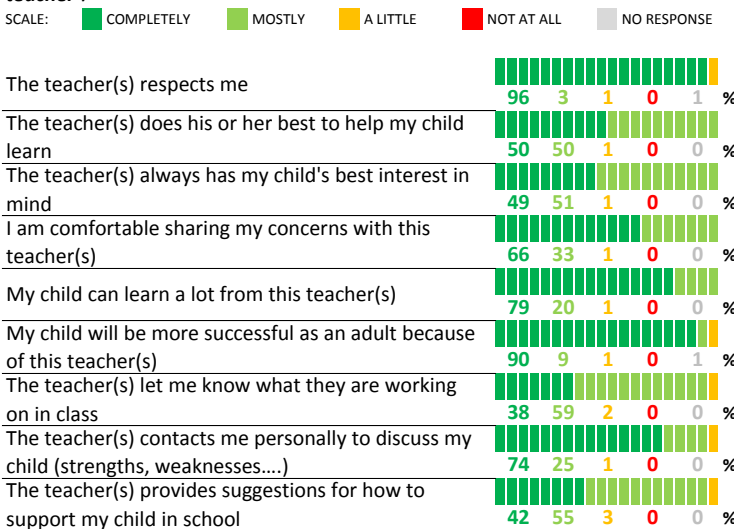 SCALE: COMPLETELY MOSTLY A LITTLE NOT AT ALL NO RESPONSE
The teacher(s) respects me
96 3 1 0 1 %
The teacher(s) does his or her best to help my child
learn
50 50 1 0 0 %
The teacher(s) always has my child's best interest in
mind
49 51 1 0 0 %
I am comfortable sharing my concerns with this
teacher(s)
66 33 1 0 0 %
My child can learn a lot from this teacher(s)
79 20 1 0 0 %
My child will be more successful as an adult because
of this teacher(s)
90 9 1 0 1 %
The teacher(s) let me know what they are working
on in class
38 59 2 0 0 %
The teacher(s) contacts me personally to discuss my
child (strengths, weaknesses....)
74 25 1 0 0 %
The teacher(s) provides suggestions for how to
support my child in school
42 55 3 0 0 %